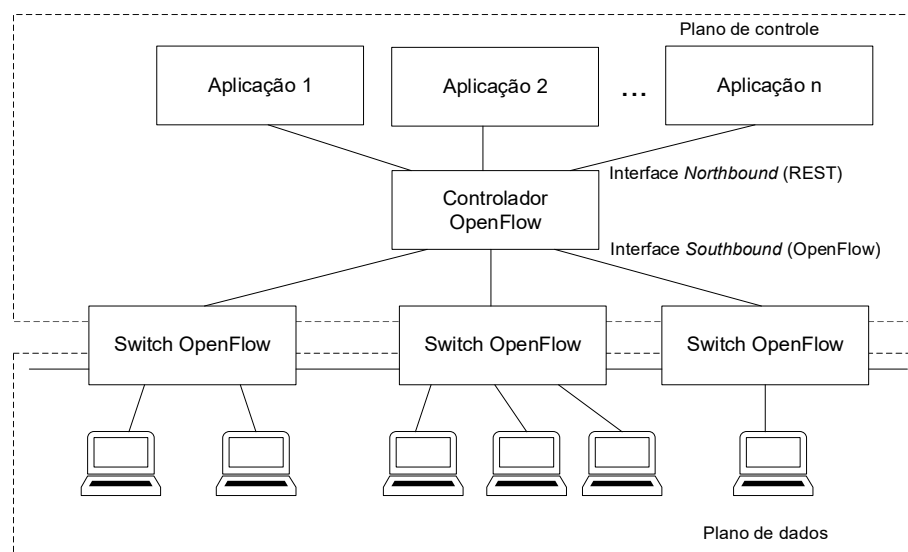 Plano de controle
Aplicação 1
Aplicação 2
...
Aplicação n
Interface Northbound (REST)
Controlador
OpenFlow
Interface Southbound (OpenFlow)
Switch OpenFlow
Switch OpenFlow
Switch OpenFlow
Plano de dados